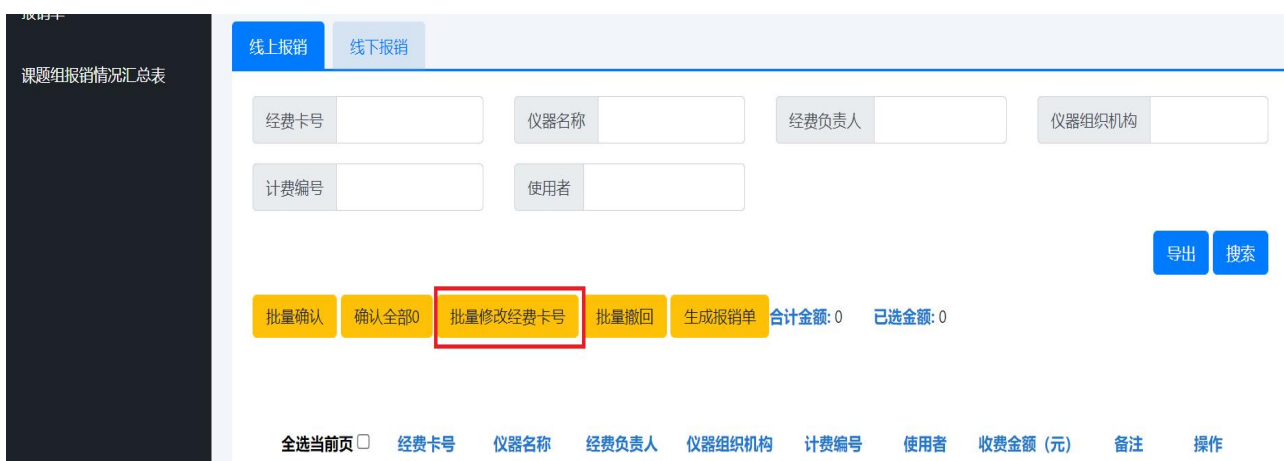 线上报销 线下报销
课题组报销情况汇总表
经费卡号 仪器名称 经费负责人 仪器组织机构
计费编号 使用者
导出 搜索
批量确认 确认全部0 批量修改经费卡号 批量撤回 生成报销单 合计金额: 0 已选金额: 0
全选当前页 经费卡号 仪器名称 经费负责人 仪器组织机构 计费编号 使用者 收费金额（元） 备注 操作